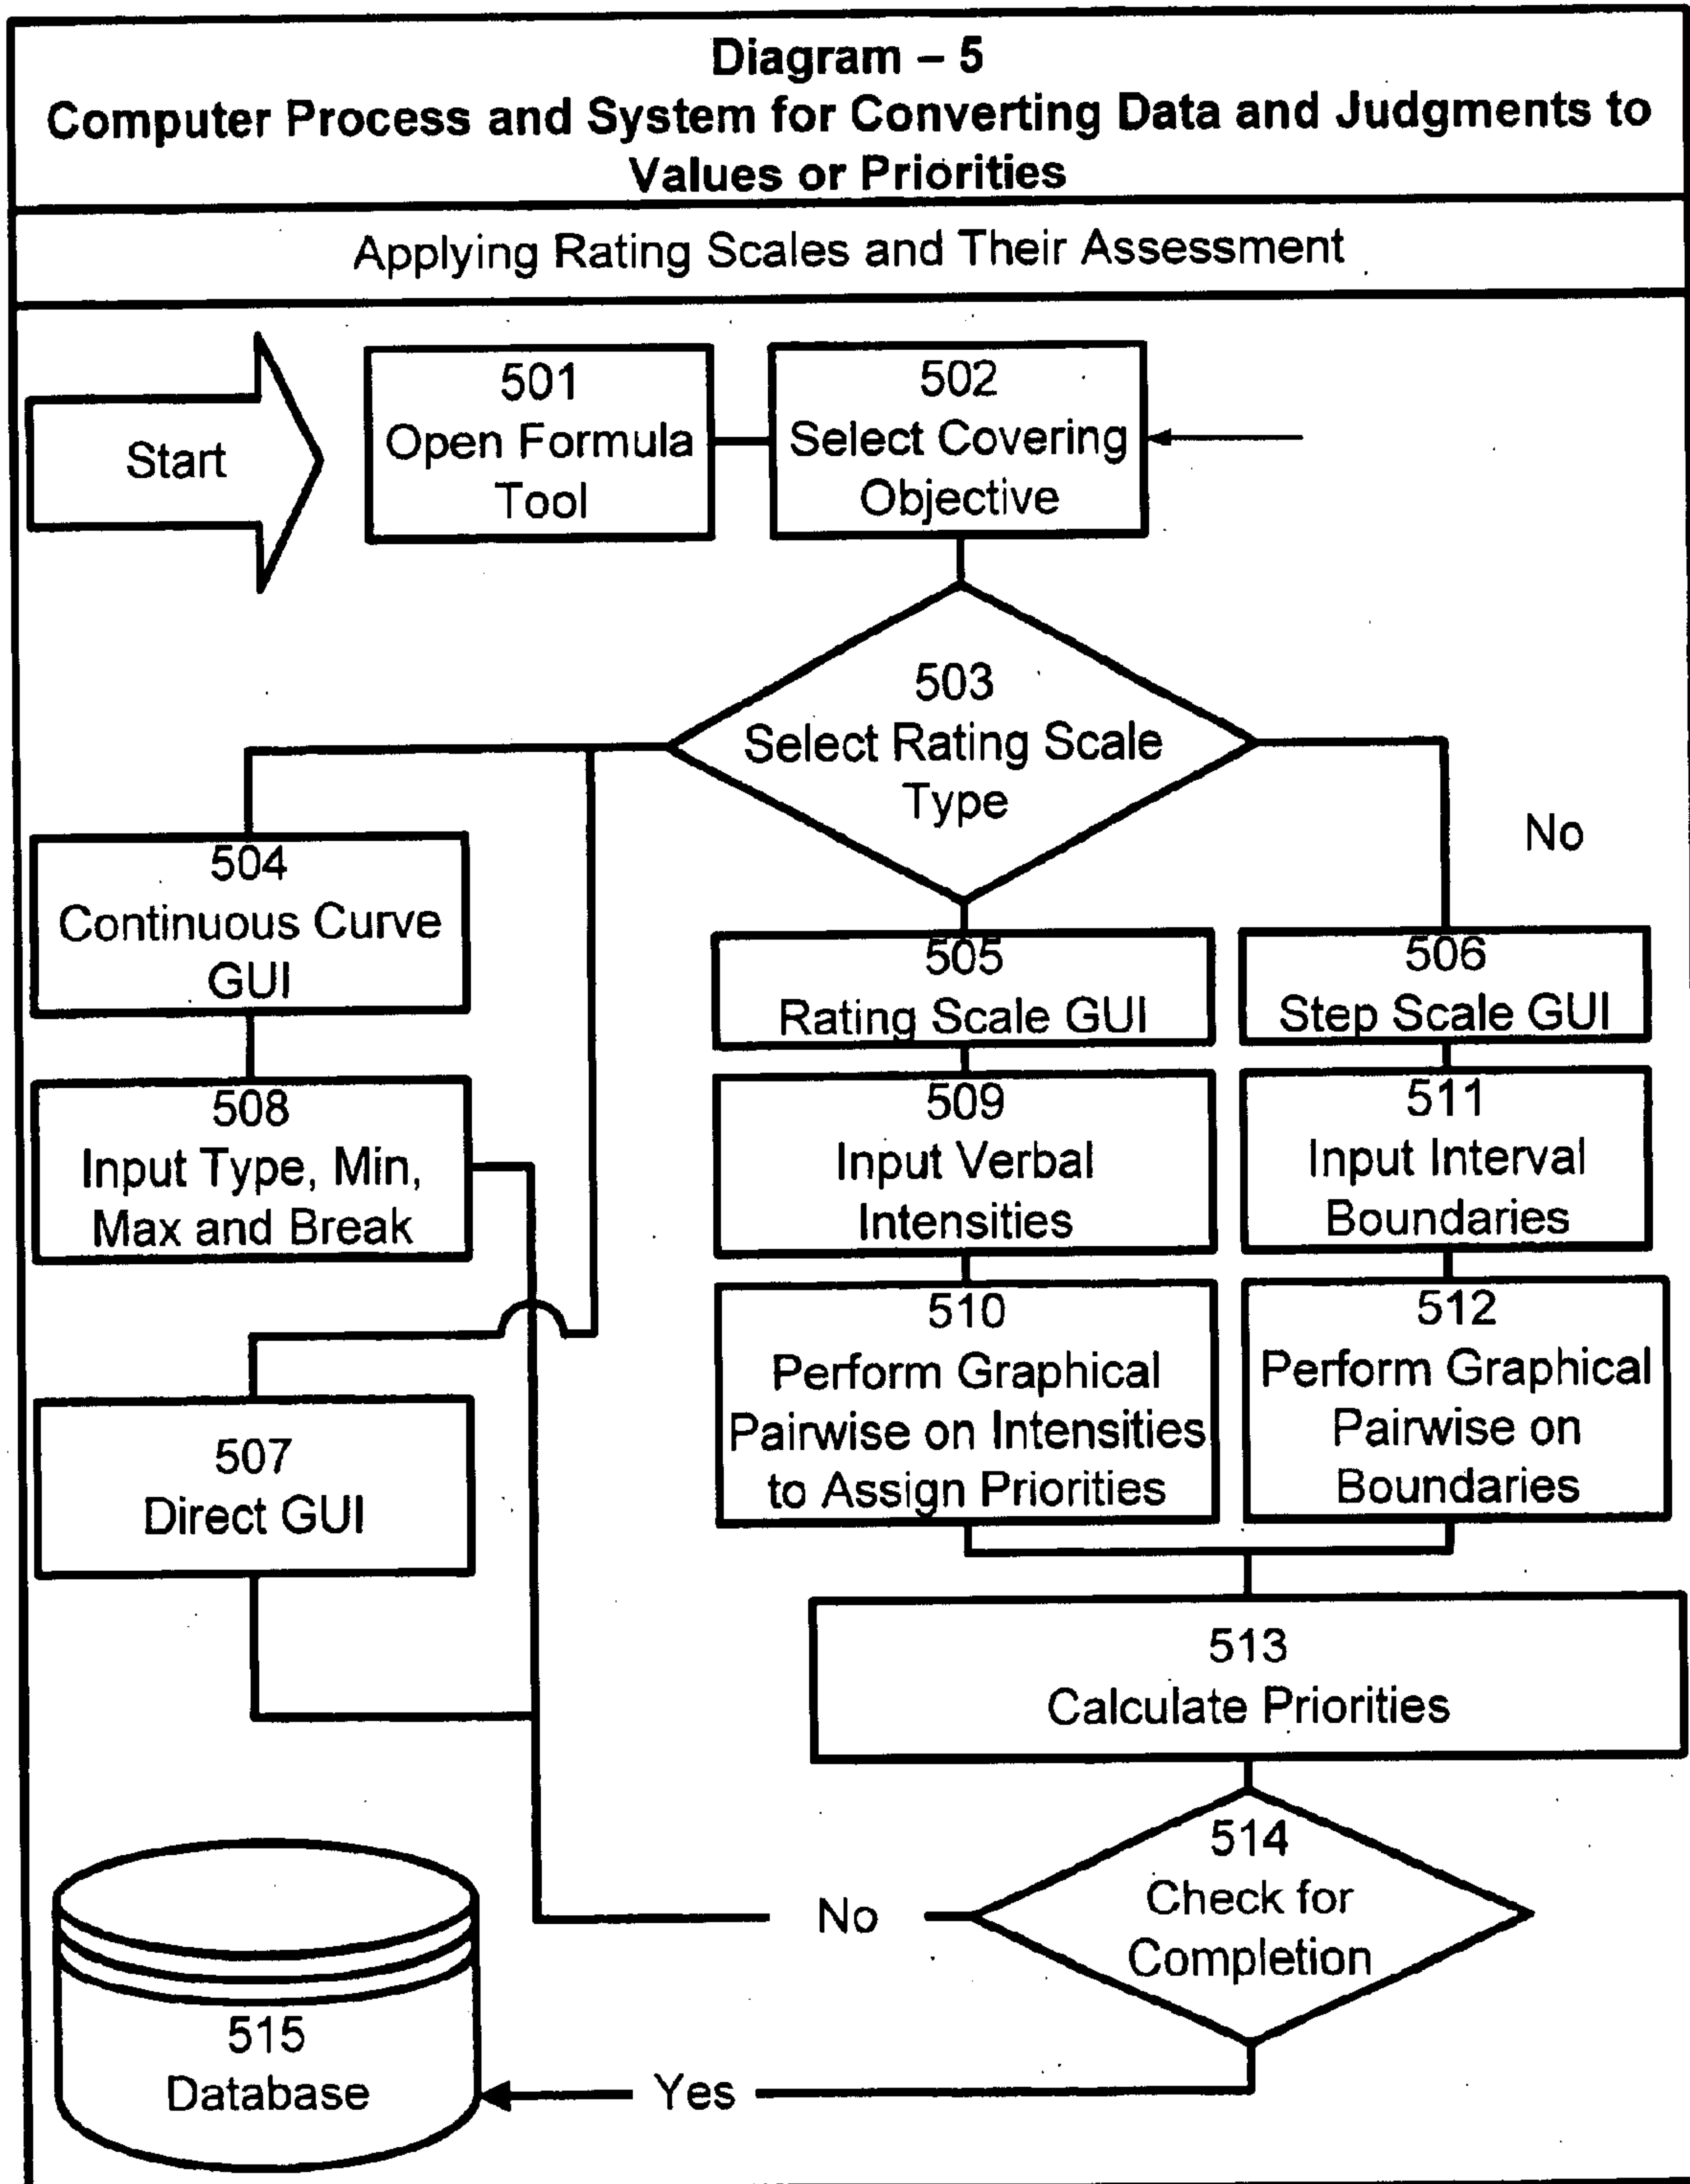 Diagram – 5
Computer Process and System for Converting Data and Judgments to
Values or Priorities
Applying Rating Scales and Their Assessment
Start
501
Open Formula
Tool
502
Select Covering
Objective
503
Select Rating Scale
Type
No
504
Continuous Curve
GUI
505
Rating Scale GUI
506
Step Scale GUI
508
Input Type, Min,
Max and Break
509
Input Verbal
Intensities
511
Input Interval
Boundaries
510
Perform Graphical
Pairwise on Intensities
to Assign Priorities
512
Perform Graphical
Pairwise on
Boundaries
507
Direct GUI
513
Calculate Priorities
514
Check for
Completion
No
515
Database
Yes